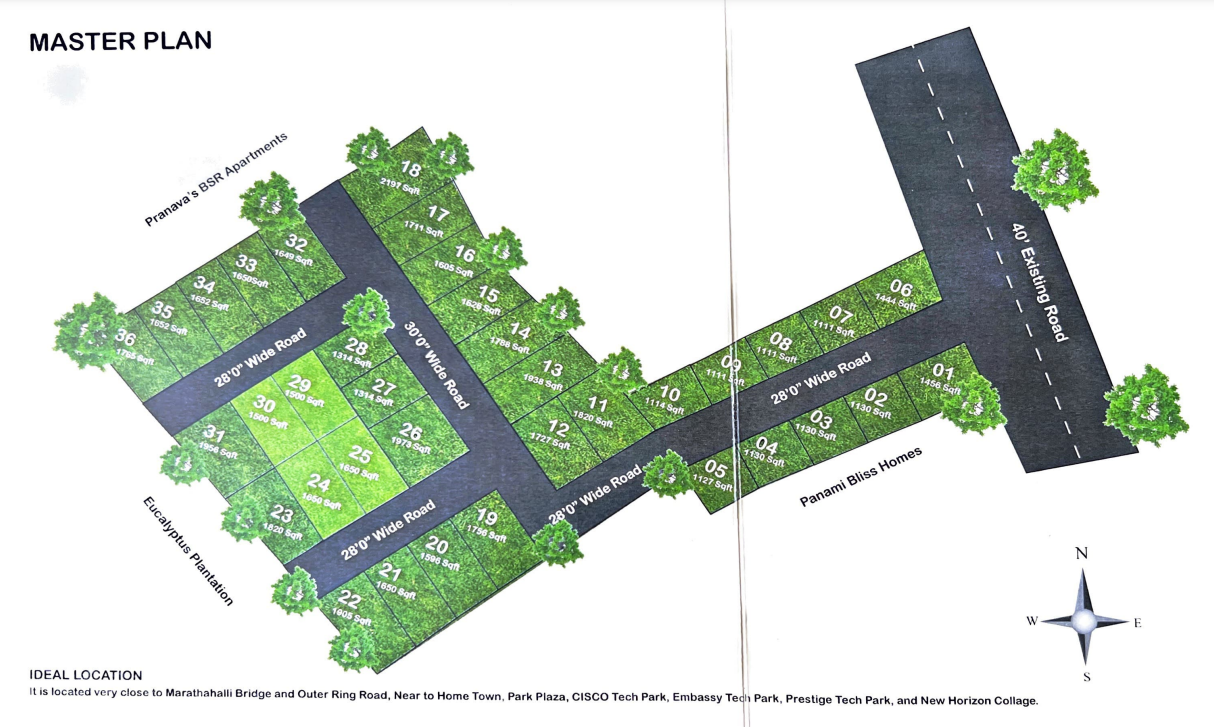 MASTER PLAN
Pranava's BSR Apartments
18
2197 Sqft
17
1711 Sqft
16
1605 Sqft
15
1628 Sqft
14
1788 Sqft
13
1938 Sqft
12
1727 Sqft
11
1820 Sqft
10
1114 Sqft
09
1111 Sqft
08
1111 Sqft
07
1111 Sqft
06
1444 Sqft
32
1649 Sqft
33
1650Sqft
34
1652 Sqft
35
1652 Sqft
36
1765 Sqft
28'0" Wide Road
30'0" Wide Road
28'0" Wide Road
40' Existing Road
28
1314 Sqft
27
1314 Sqft
26
1973 Sqft
29
1500 Sqft
30
1500 Sqft
31
1956 Sqft
25
1650 Sqft
24
1650 Sqft
23
1820 Sqft
01
1456 Sqft
02
1130 Sqft
03
1130 Sqft
04
1130 Sqft
05
1127 Sqft
28'0" Wide Road
28'0" Wide Road
Panami Bliss Homes
Eucalyptus Plantation
19
1756 Sqft
20
1596 Sqft
21
1650 Sqft
22
1905 Sqft
N
W
E
S
IDEAL LOCATION
It is located very close to Marathahalli Bridge and Outer Ring Road, Near to Home Town, Park Plaza, CISCO Tech Park, Embassy Tech Park, Prestige Tech Park, and New Horizon Collage.